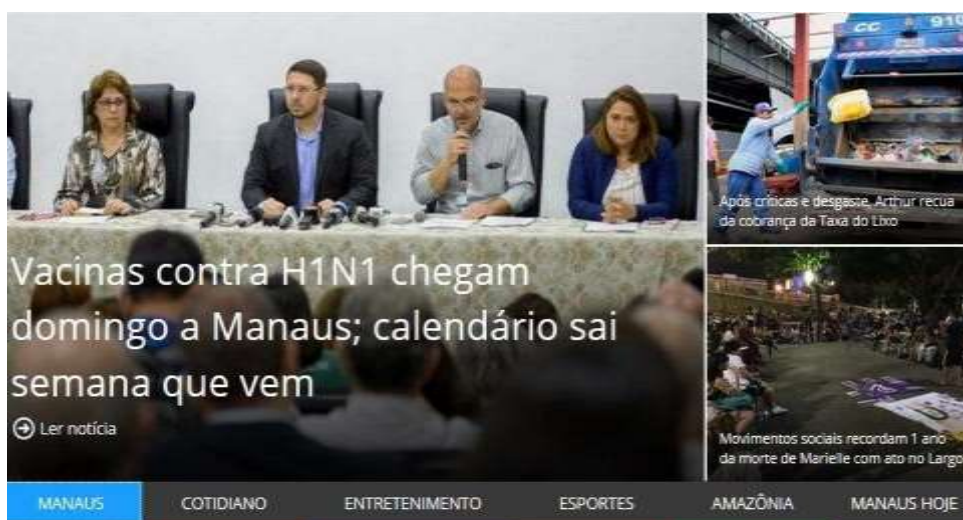 CC 910
Após críticas e desgaste, Arthur recua
da cobrança da Taxa do Lixo
Vacinas contra H1N1 chegam
domingo a Manaus; calendário sai
semana que vem
Ler notícia
Movimentos sociais recordam 1 ano
da morte de Marielle com ato no Largo
MANAUS COTIDIANO ENTRETENIMENTO ESPORTES AMAZÔNIA MANAUS HOJE